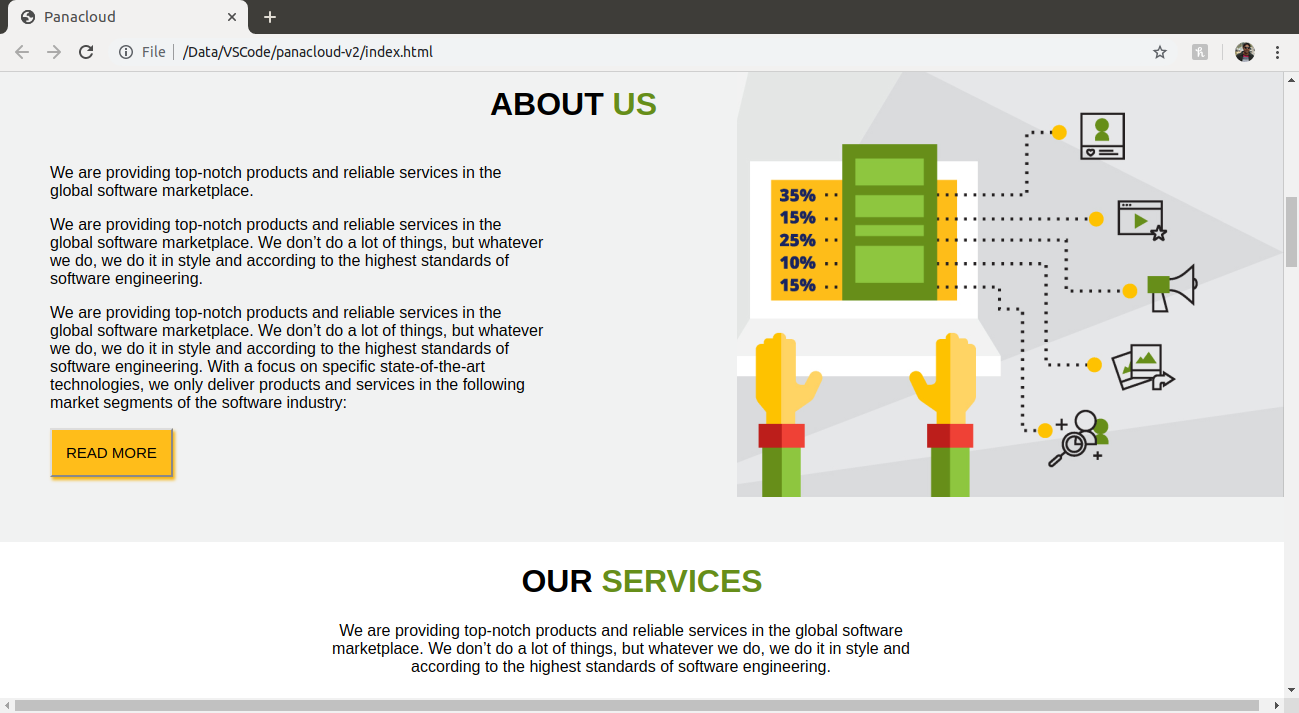 Panacloud
File /Data/VSCode/panacloud-v2/index.html
ABOUT US
We are providing top-notch products and reliable services in the
global software marketplace.
We are providing top-notch products and reliable services in the
global software marketplace. We don’t do a lot of things, but whatever
we do, we do it in style and according to the highest standards of
software engineering.
We are providing top-notch products and reliable services in the
global software marketplace. We don’t do a lot of things, but whatever
we do, we do it in style and according to the highest standards of
software engineering. With a focus on specific state-of-the-art
technologies, we only deliver products and services in the following
market segments of the software industry:
READ MORE
35%
15%
25%
10%
15%
OUR SERVICES
We are providing top-notch products and reliable services in the global software
marketplace. We don’t do a lot of things, but whatever we do, we do it in style and
according to the highest standards of software engineering.